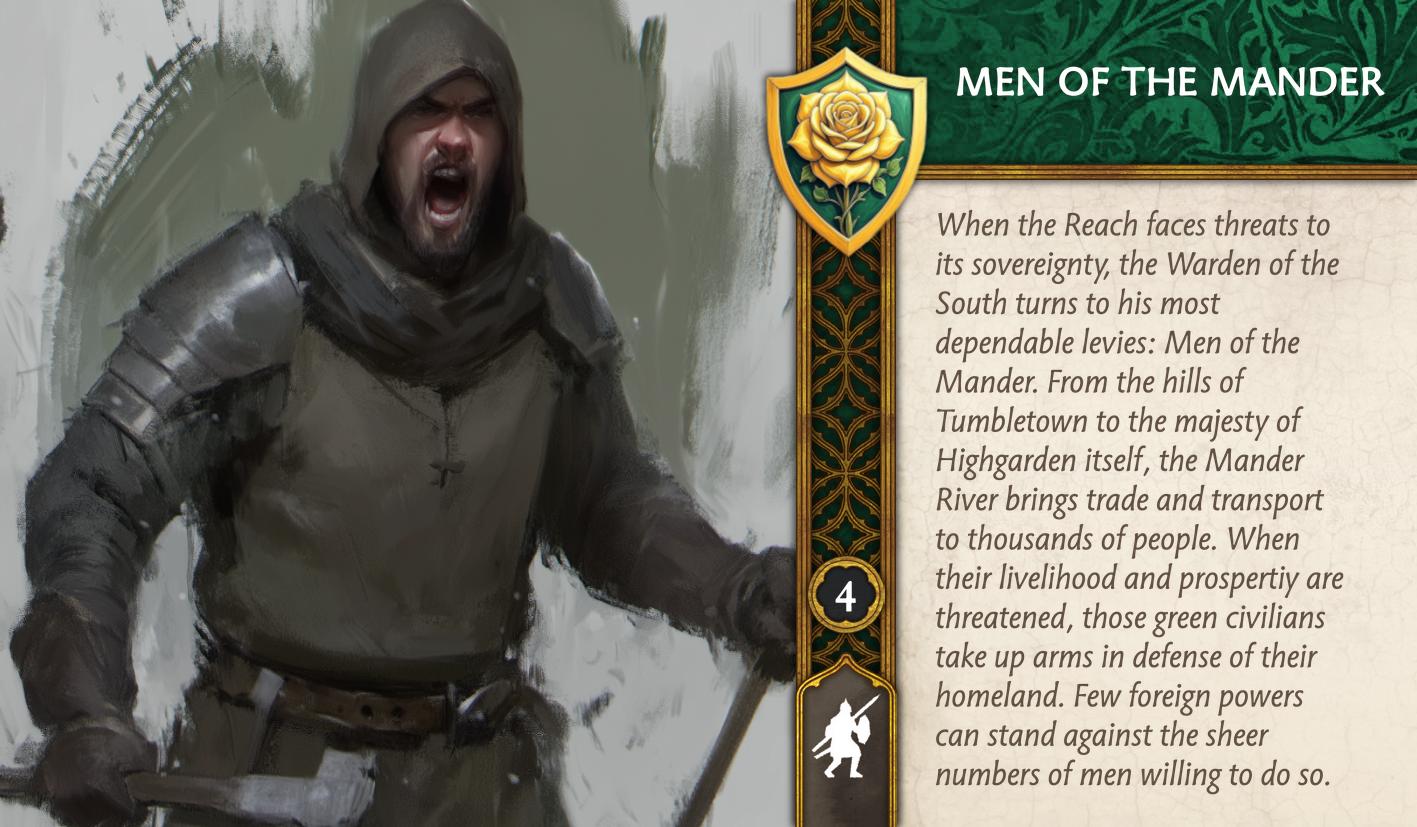 MEN OF THE MANDER
When the Reach faces threats to
its sovereignty, the Warden of the
South turns to his most
dependable levies: Men of the
Mander. From the hills of
Tumbletown to the majesty of
Highgarden itself, the Mander
River brings trade and transport
to thousands of people. When
their livelihood and prospertiy are
threatened, those green civilians
take up arms in defense of their
homeland. Few foreign powers
can stand against the sheer
numbers of men willing to do so.
4